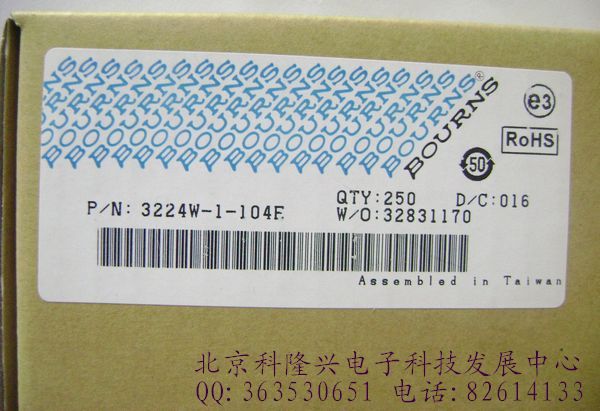 BOURNS®
e3
RoHS
50
QTY:250 D/C:016
P/N: 3224W-1-104E W/O:32831170
Assembled in Taiwan
北京科隆兴电子科技发展中心
QQ: 363530651 电话: 82614133